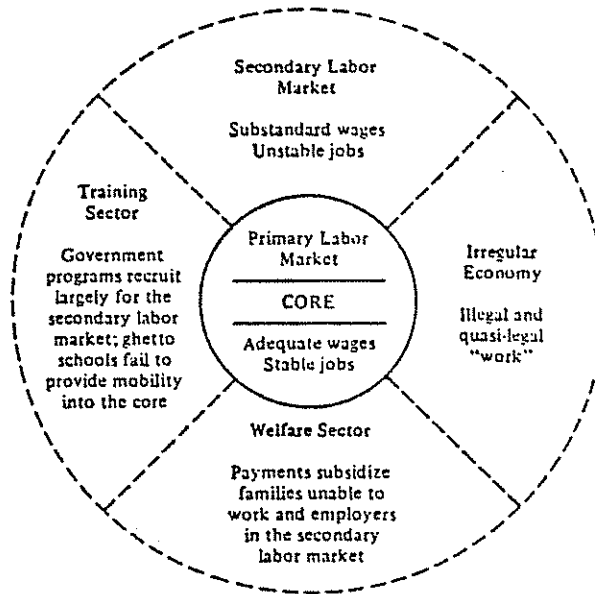 Secondary Labor
Market
Substandard wages
Unstable jobs
Training
Sector
Government
programs recruit
largely for the
secondary labor
market; ghetto
schools fail to
provide mobility
into the core
Primary Labor
Market
CORE
Adequate wages
Stable jobs
Irregular
Economy
Illegal and
quasi-legal
"work"
Welfare Sector
Payments subsidize
families unable to
work and employers
in the secondary
labor market